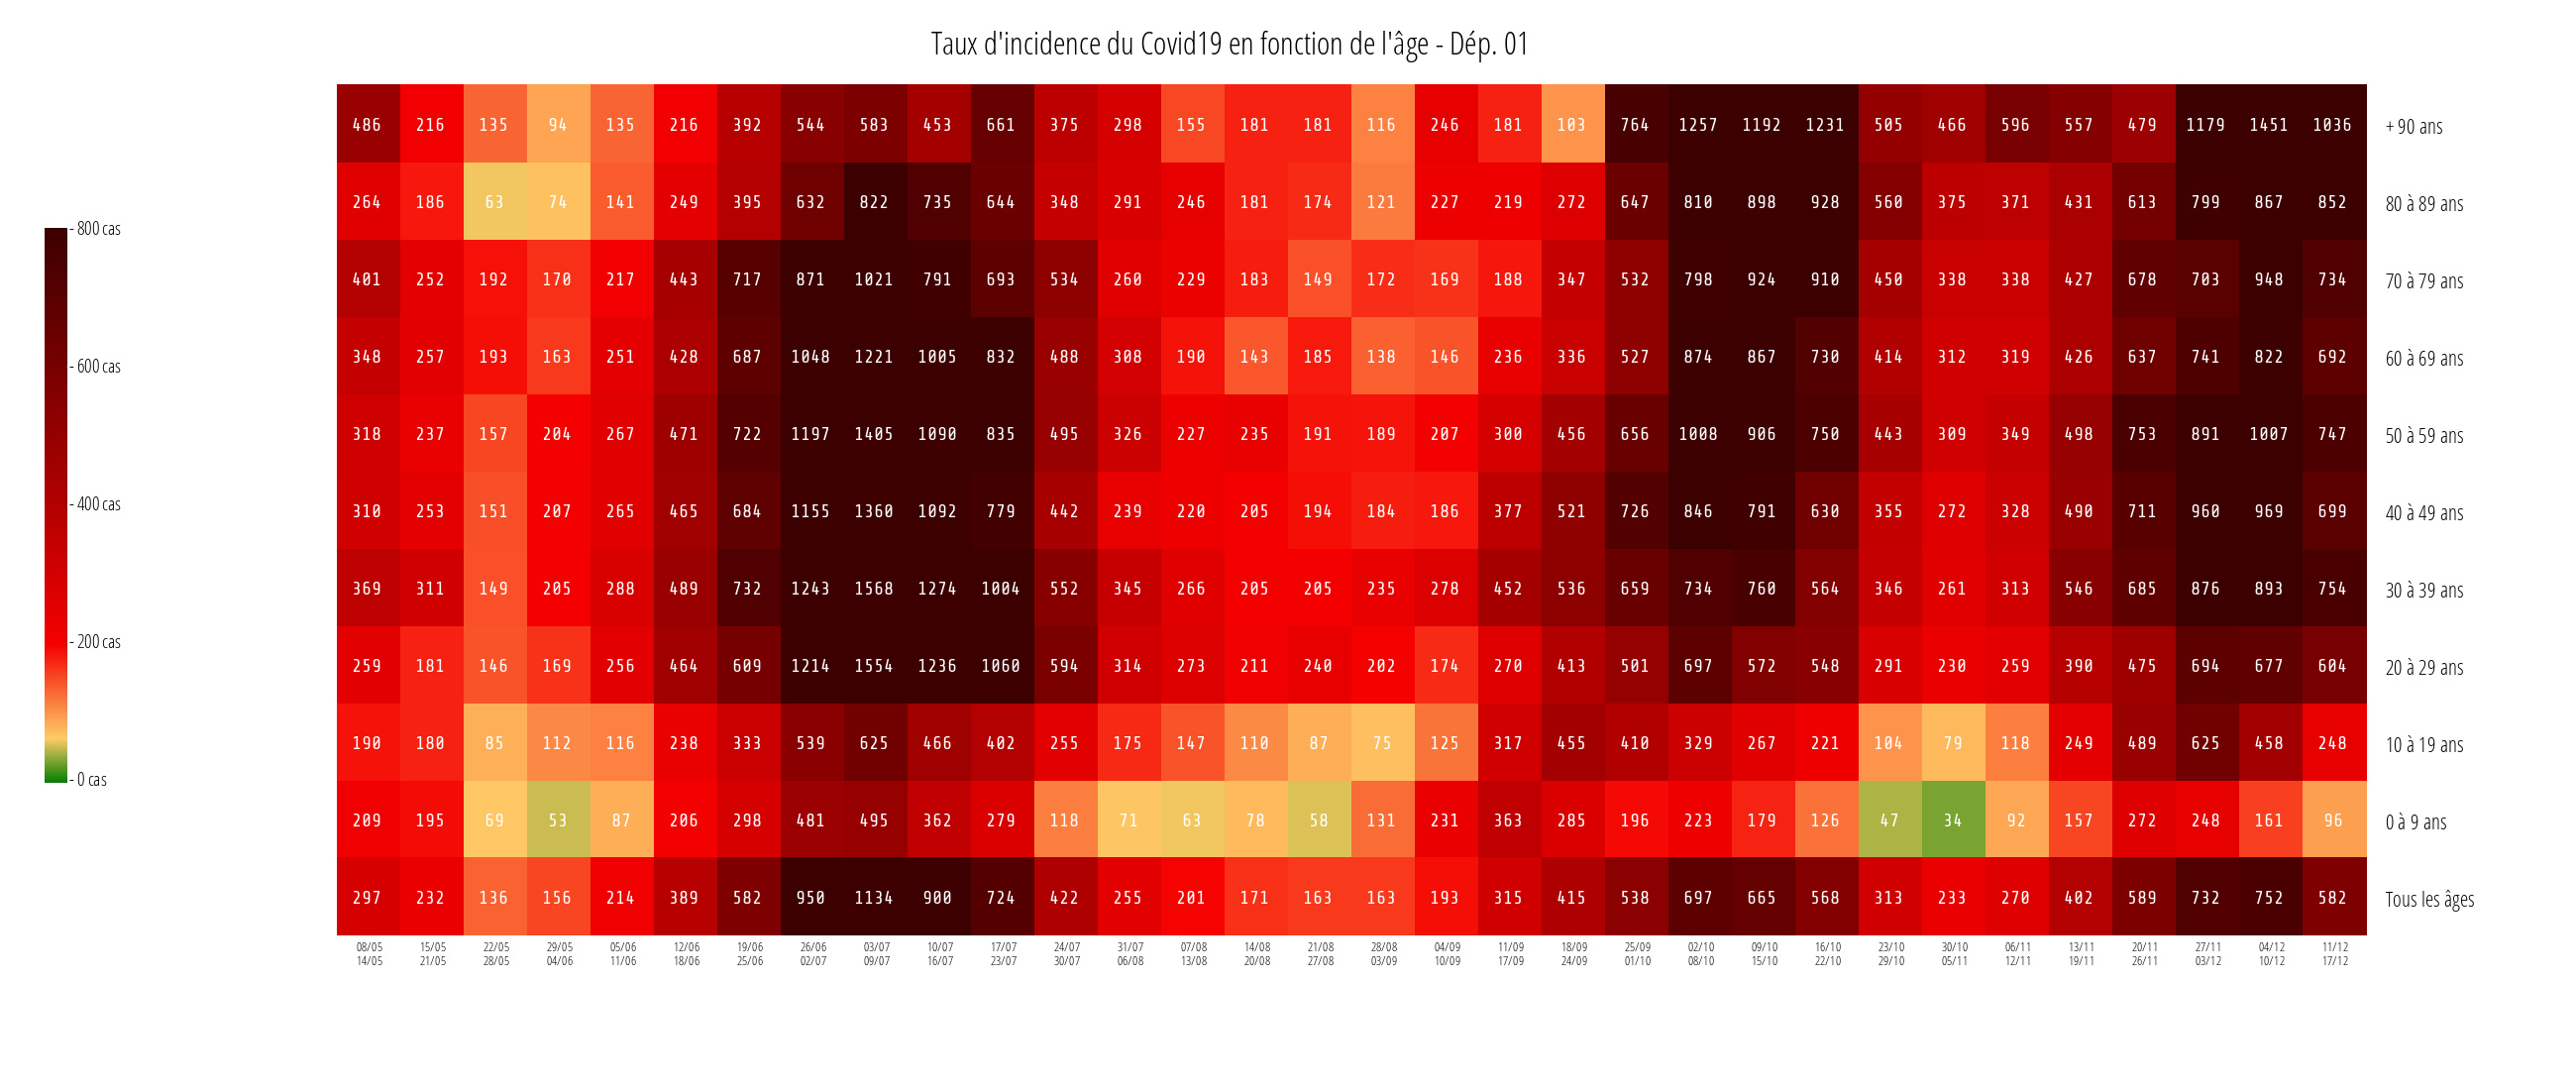 Taux d'incidence du Covid19 en fonction de l'âge - Dép. 01
486 216 135 94 135 216 392 544 583 453 661 375 298 155 181 181 116 246 181 103 764 1257 1192 1231 505 466 596 557 479 1179 1451 1036 + 90 ans
264 186 63 74 141 249 395 632 822 735 644 348 291 246 181 174 121 227 219 272 647 810 898 928 560 375 371 431 613 799 867 852 80 à 89 ans
401 252 192 170 217 443 717 871 1021 791 693 534 260 229 183 149 172 169 188 347 532 798 924 910 450 338 338 427 678 703 948 734 70 à 79 ans
348 257 193 163 251 428 687 1048 1221 1005 832 488 308 190 143 185 138 146 236 336 527 874 867 730 414 312 319 426 637 741 822 692 60 à 69 ans
318 237 157 204 267 471 722 1197 1405 1090 835 495 326 227 235 191 189 207 300 456 656 1008 906 750 443 309 349 498 753 891 1007 747 50 à 59 ans
310 253 151 207 265 465 684 1155 1360 1092 779 442 239 220 205 194 184 186 377 521 726 846 791 630 355 272 328 490 711 960 969 699 40 à 49 ans
369 311 149 205 288 489 732 1243 1568 1274 1004 552 345 266 205 205 235 278 452 536 659 734 760 564 346 261 313 546 685 876 893 754 30 à 39 ans
259 181 146 169 256 464 609 1214 1554 1236 1060 594 314 273 211 240 202 174 270 413 501 697 572 548 291 230 259 390 475 694 677 604 20 à 29 ans
190 180 85 112 116 238 333 539 625 466 402 255 175 147 110 87 75 125 317 455 410 329 267 221 104 79 118 249 489 625 458 248 10 à 19 ans
209 195 69 53 87 206 298 481 495 362 279 118 71 63 78 58 131 231 363 285 196 223 179 126 47 34 92 157 272 248 161 96 0 à 9 ans
297 232 136 156 214 389 582 950 1134 900 724 422 255 201 171 163 163 193 315 415 538 697 665 568 313 233 270 402 589 732 752 582 Tous les âges
08/05 15/05 22/05 29/05 05/06 12/06 19/06 26/06 03/07 10/07 17/07 24/07 31/07 07/08 14/08 21/08 28/08 04/09 11/09 18/09 25/09 02/10 09/10 16/10 23/10 30/10 06/11 13/11 20/11 27/11 04/12 11/12
14/05 21/05 28/05 04/06 11/06 18/06 25/06 02/07 09/07 16/07 23/07 30/07 06/08 13/08 20/08 27/08 03/09 10/09 17/09 24/09 01/10 08/10 15/10 22/10 29/10 05/11 12/11 19/11 26/11 03/12 10/12 17/12
- 800 cas
- 600 cas
- 400 cas
- 200 cas
- 0 cas